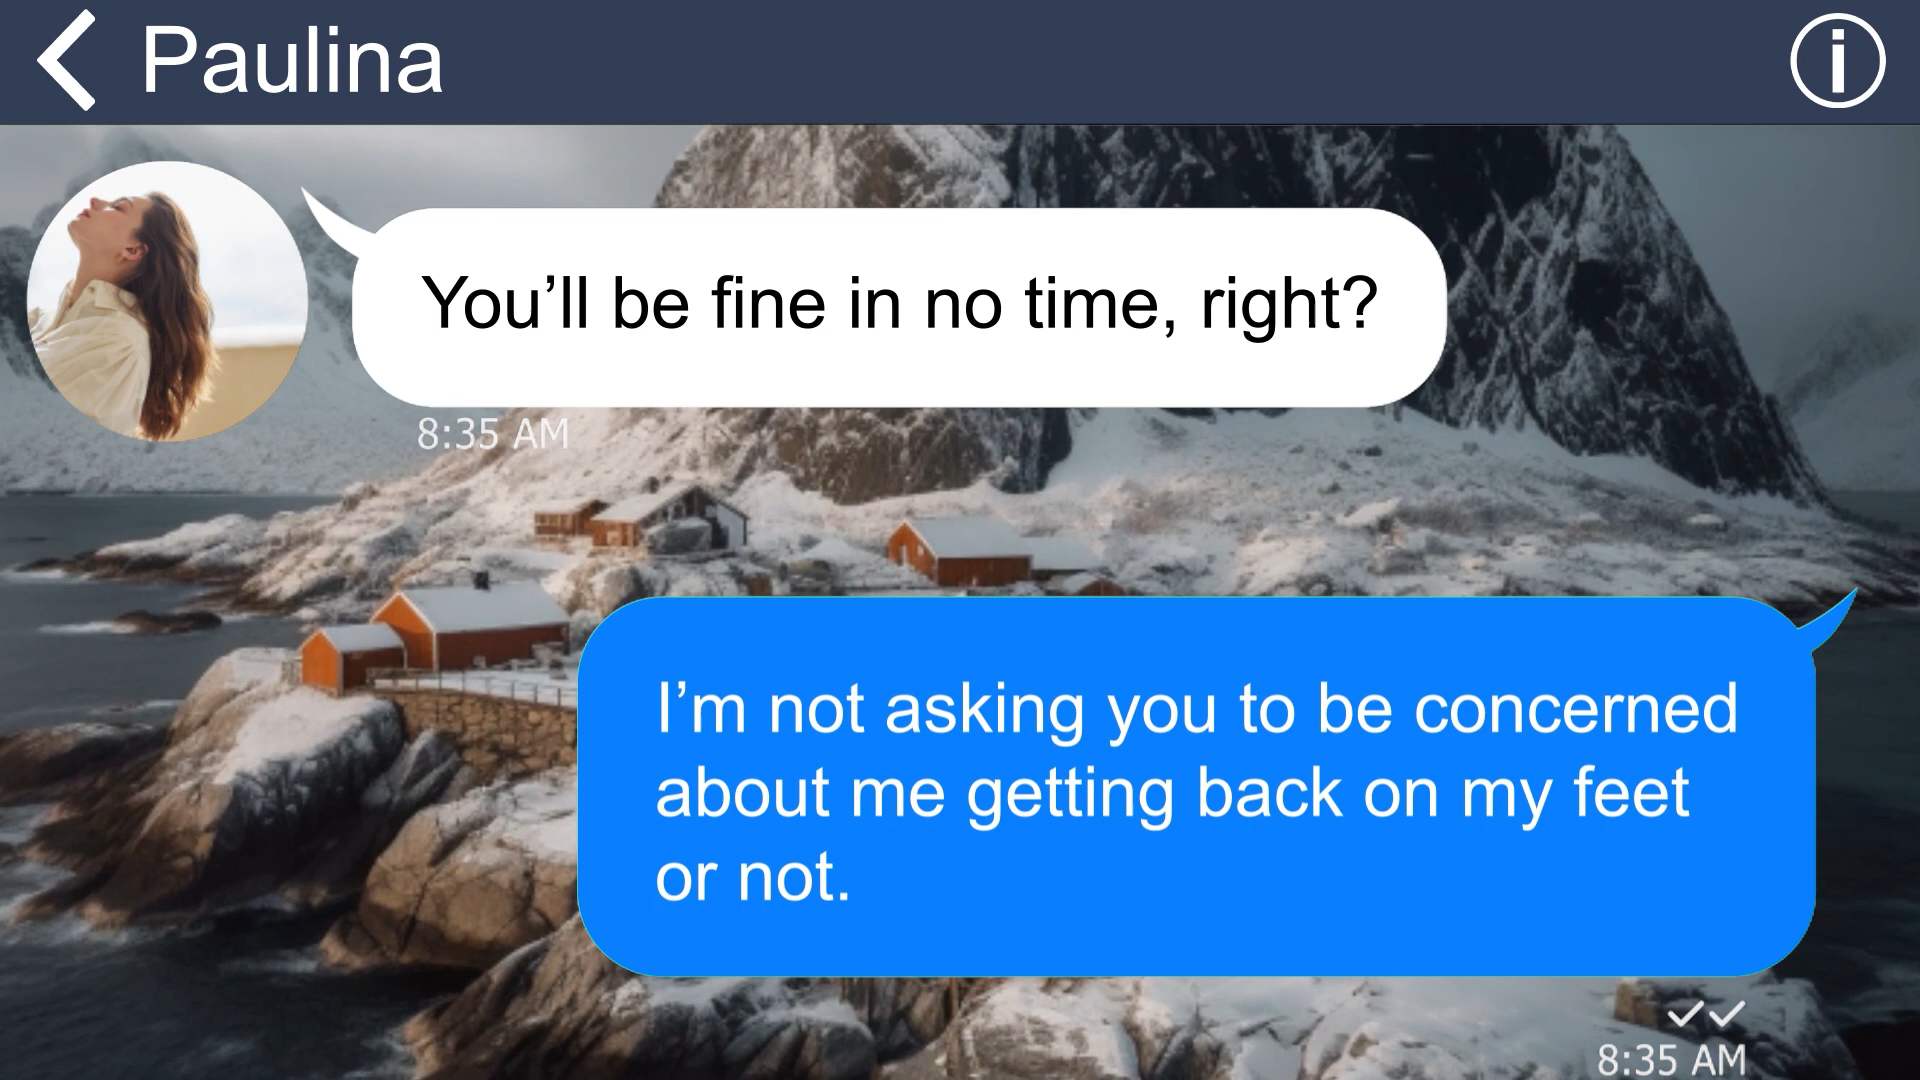 Paulina
You’ll be fine in no time, right?
8:35 AM
I’m not asking you to be concerned
about me getting back on my feet
or not.
8:35 AM